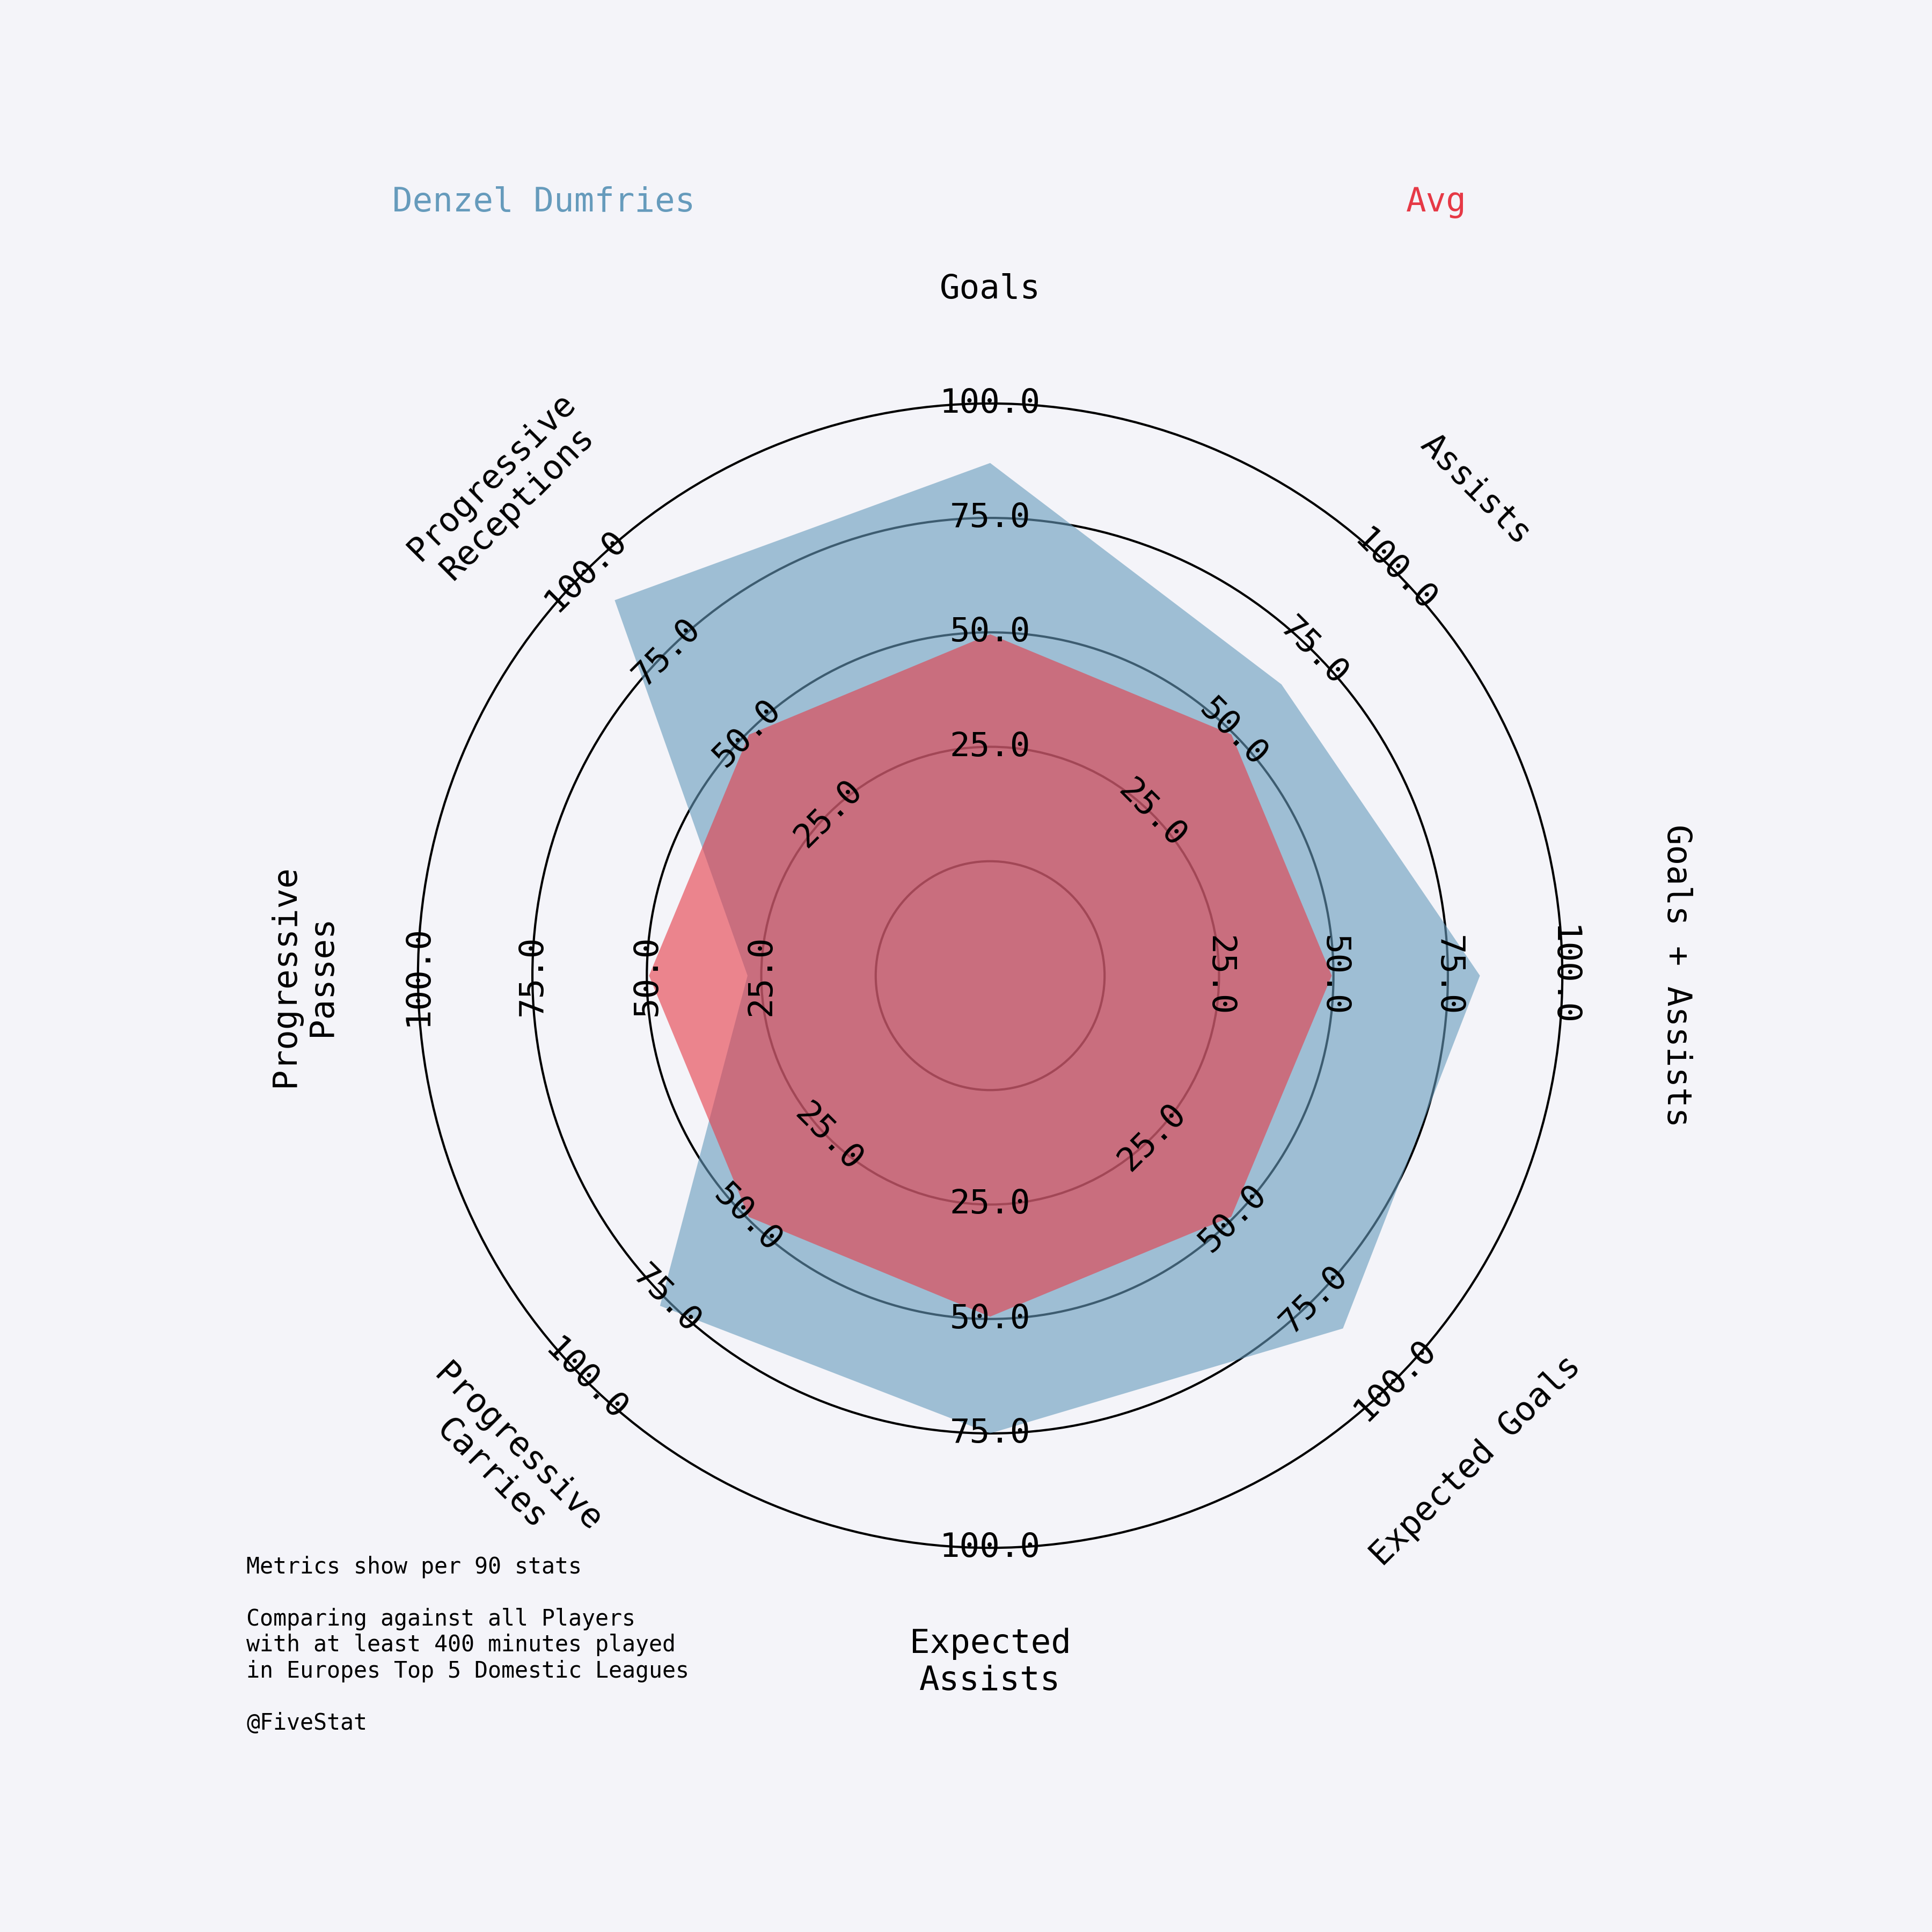 Denzel Dumfries
Avg
Goals
Assists
Goals + Assists
Expected Goals
Expected
Assists
Progressive
Carries
Progressive
Passes
Progressive
Receptions
25.0
50.0
75.0
100.0
25.0
50.0
75.0
100.0
25.0
50.0
75.0
100.0
25.0
50.0
75.0
100.0
25.0
50.0
75.0
100.0
25.0
50.0
75.0
100.0
25.0
50.0
75.0
100.0
25.0
50.0
75.0
100.0
Metrics show per 90 stats
Comparing against all Players
with at least 400 minutes played
in Europes Top 5 Domestic Leagues
@FiveStat